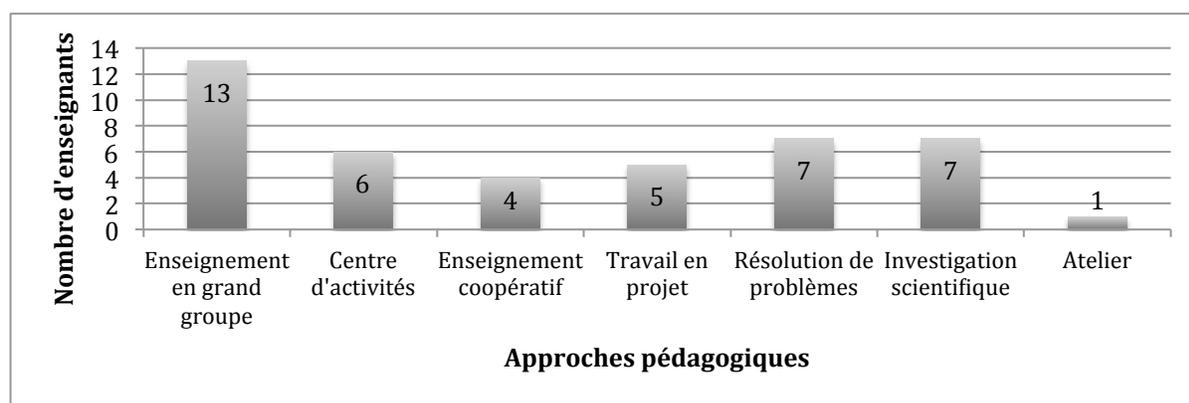 Nombre d'enseignants
14
12
10
8
6
4
2
0
13
6
4
5
7
7
1
Enseignement
en grand
groupe
Centre
d'activités
Enseignement
coopératif
Travail en
projet
Résolution de
problèmes
Investigation
scientifique
Atelier
Approches pédagogiques